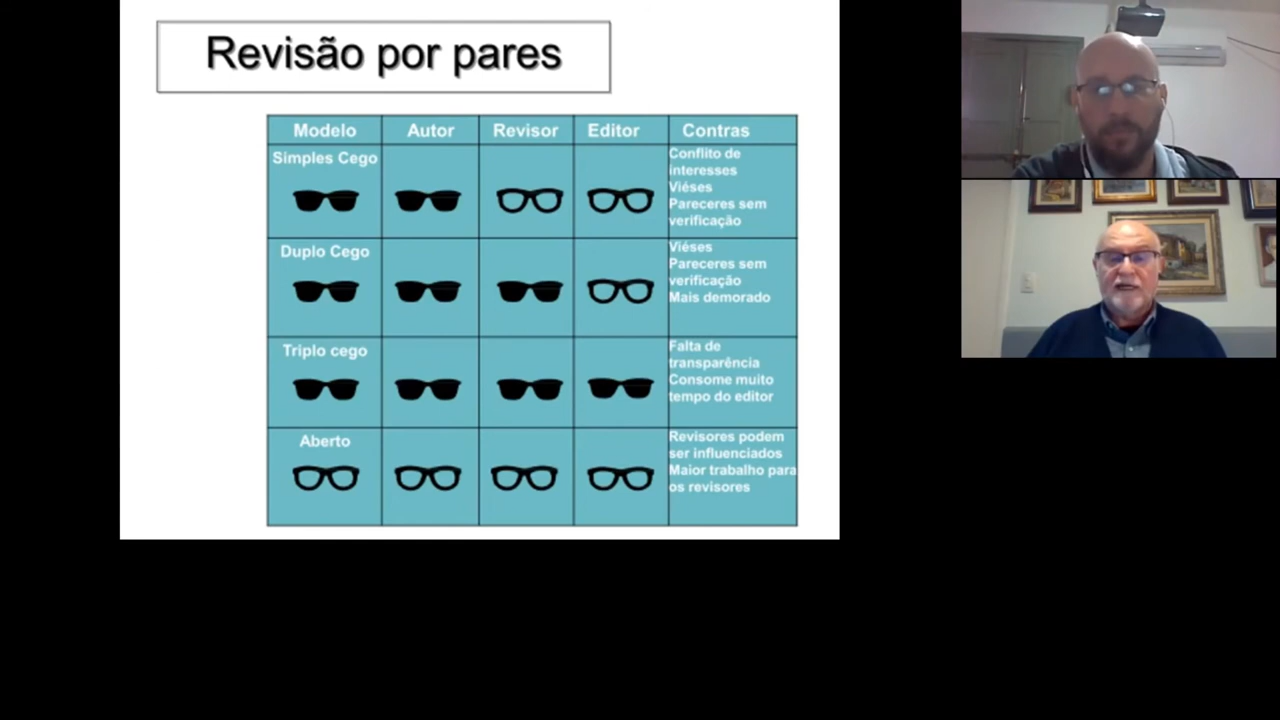 Revisão por pares
Modelo Autor Revisor Editor Contras
Simples Cego
Conflito de
interesses
Viéses
Pareceres sem
verificação
Duplo Cego
Viéses
Pareceres sem
verificação
Mais demorado
Triplo cego
Falta de
transparência
Consome muito
tempo do editor
Aberto
Revisores podem
ser influenciados
Maior trabalho para
os revisores